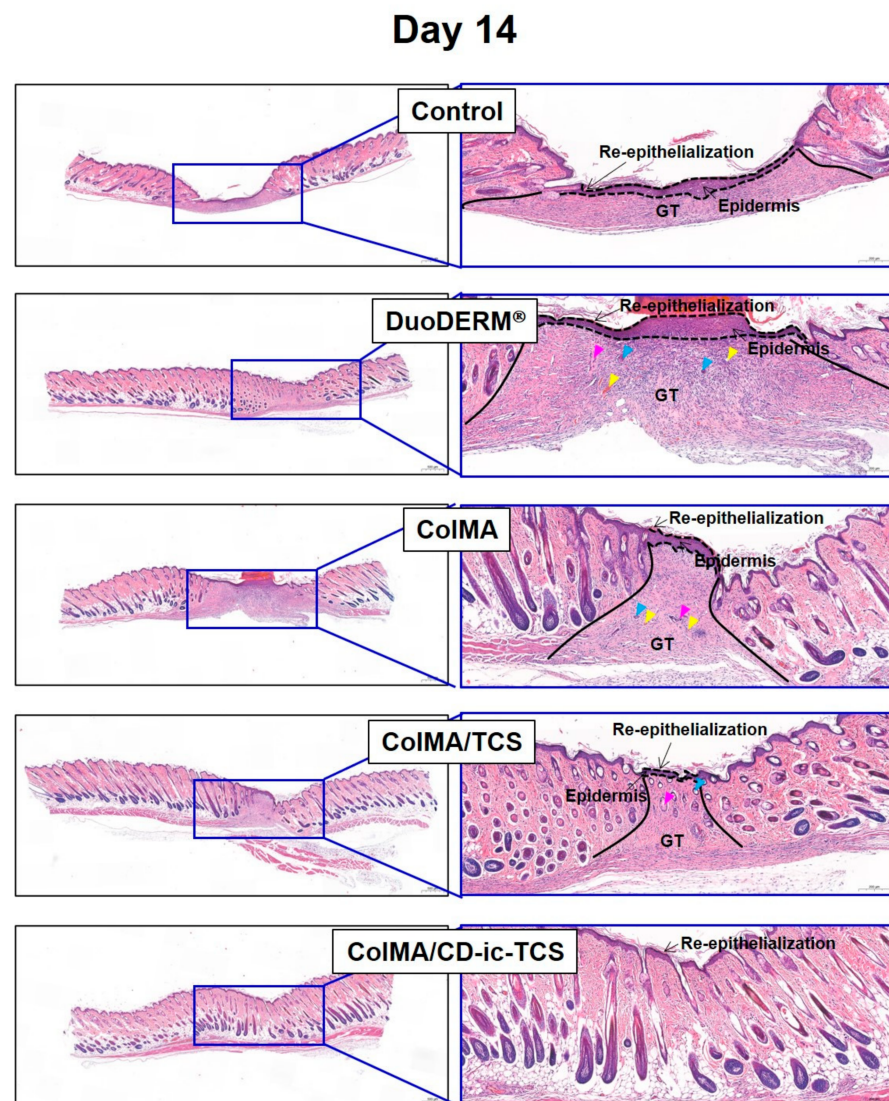 Day 14
Control
Re-epithelialization
Epidermis
GT
DuoDERM®
Re-epithelialization
Epidermis
GT
ColMA
Re-epithelialization
Epidermis
GT
ColMA/TCS
Re-epithelialization
Epidermis
GT
ColMA/CD-ic-TCS
Re-epithelialization